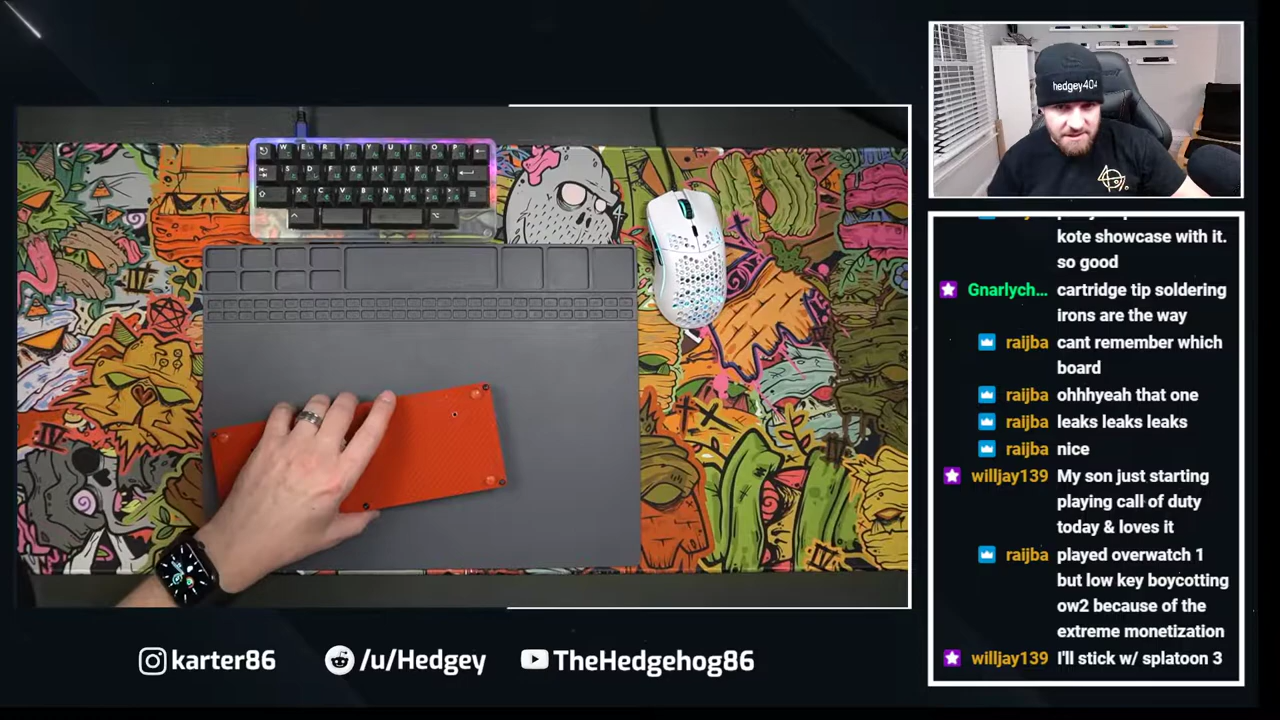 hedgey404
kote showcase with it.
so good
Gnarlych... cartridge tip soldering
irons are the way
raijba cant remember which
board
raijba ohhhyeah that one
raijba leaks leaks leaks
raijba nice
willjay139 My son just starting
playing call of duty
today & loves it
raijba played overwatch 1
but low key boycotting
ow2 because of the
extreme monetization
willjay139 I'll stick w/ splatoon 3
W E R T Y U I O P
S D F G H J K L
X C V B N M
IV
IV
karter86
/u/Hedgey
TheHedgehog86